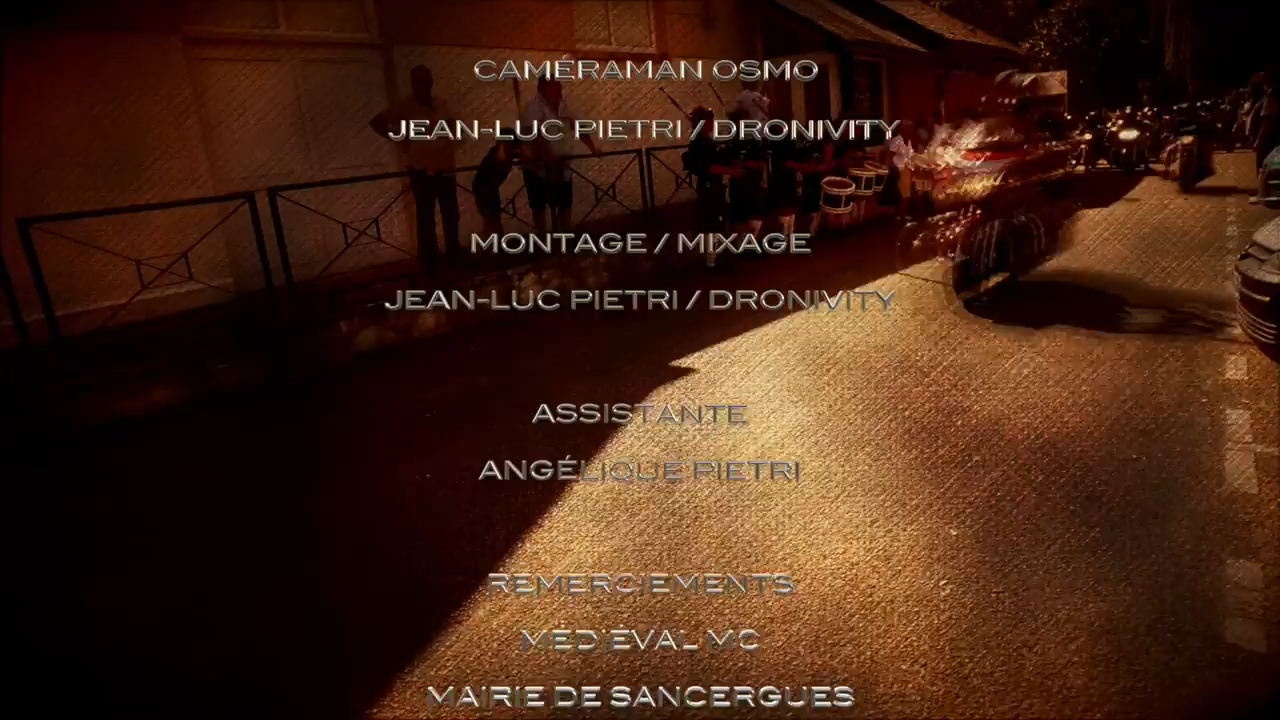 CAMÉRAMAN OSMO
JEAN-LUC PIETRI / DRONIVITY
MONTAGE / MIXAGE
JEAN-LUC PIETRI / DRONIVITY
ASSISTANTE
ANGÉLIQUE PIETRI
REMERCIEMENTS
MEDIEVAL MC
MAIRIE DE SANCERGUES